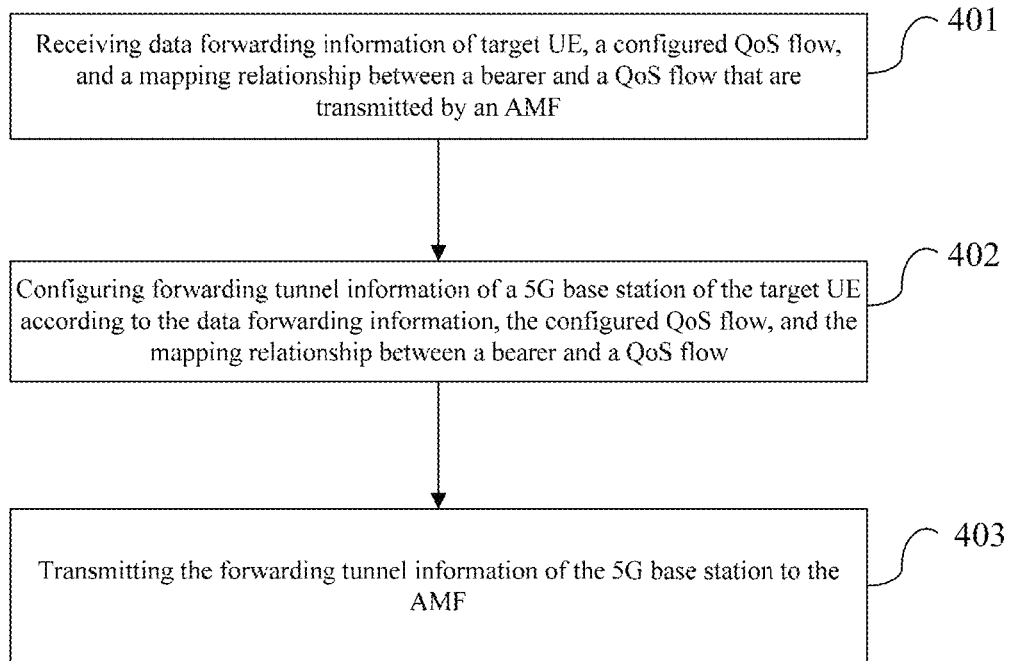 401
Receiving data forwarding information of target UE, a configured QoS flow,
and a mapping relationship between a bearer and a QoS flow that are
transmitted by an AMF
402
Configuring forwarding tunnel information of a 5G base station of the target UE
according to the data forwarding information, the configured QoS flow, and the
mapping relationship between a bearer and a QoS flow
403
Transmitting the forwarding tunnel information of the 5G base station to the
AMF